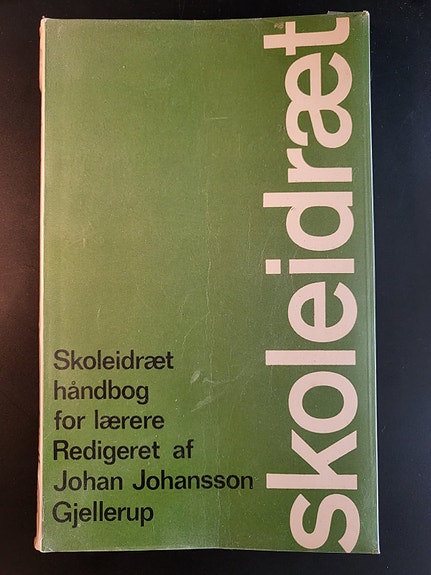 skoleidræt
Skoleidræt
håndbog
for lærere
Redigeret af
Johan Johansson
Gjellerup